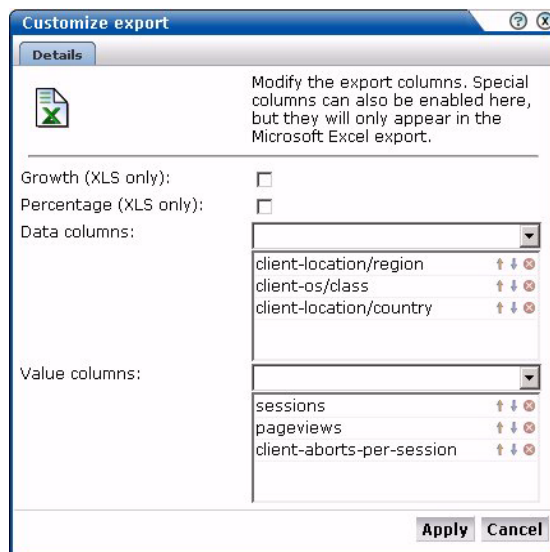 Customize export
Details
Modify the export columns. Special
columns can also be enabled here,
but they will only appear in the
Microsoft Excel export.
Growth (XLS only):
Percentage (XLS only):
Data columns:
client-location/region
client-os/class
client-location/country
Value columns:
sessions
pageviews
client-aborts-per-session
Apply Cancel